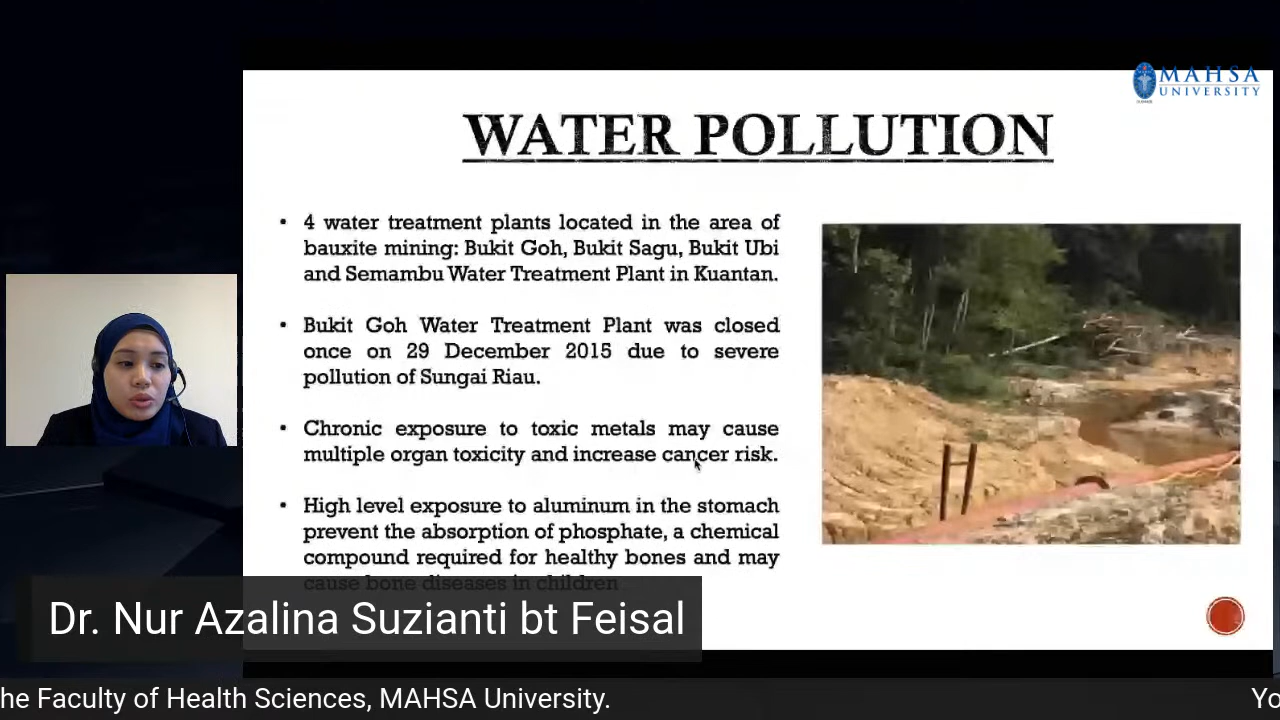 MAHSA
UNIVERSITY
WATER POLLUTION
• 4 water treatment plants located in the area of
bauxite mining: Bukit Goh, Bukit Sagu, Bukit Ubi
and Semambu Water Treatment Plant in Kuantan.
• Bukit Goh Water Treatment Plant was closed
once on 29 December 2015 due to severe
pollution of Sungai Riau.
• Chronic exposure to toxic metals may cause
multiple organ toxicity and increase cancer risk.
• High level exposure to aluminum in the stomach
prevent the absorption of phosphate, a chemical
compound required for healthy bones and may
cause bone diseases in children
Dr. Nur Azalina Suzianti bt Feisal
he Faculty of Health Sciences, MAHSA University.
Yo